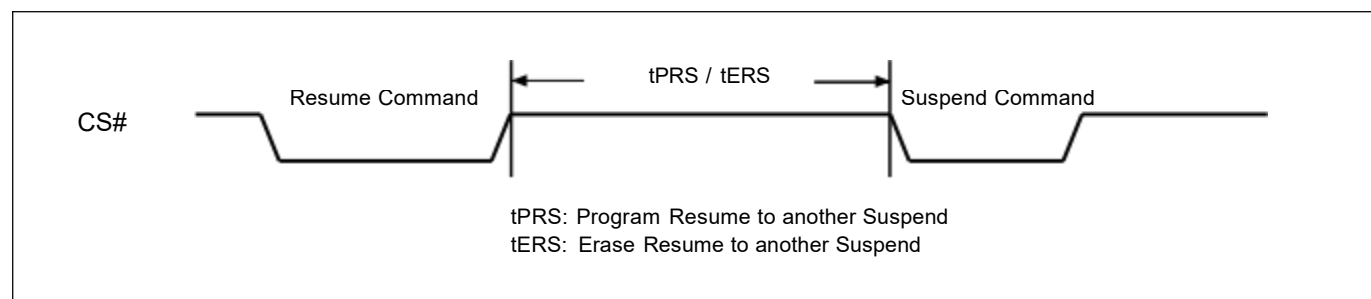 tPRS / tERS
Resume Command
Suspend Command
CS#
tPRS: Program Resume to another Suspend
tERS: Erase Resume to another Suspend